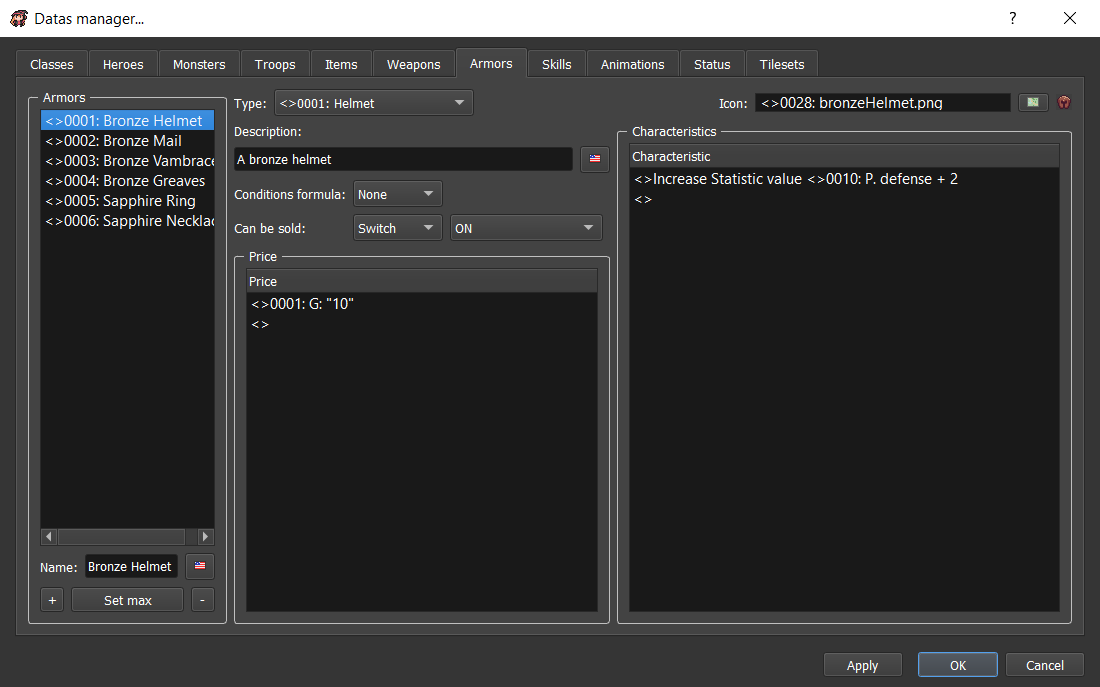 Datas manager...
?
Classes
Heroes
Monsters
Troops
Items
Weapons
Armors
Skills
Animations
Status
Tilesets
Armors
<>0001: Bronze Helmet
<>0002: Bronze Mail
<>0003: Bronze Vambrace
<>0004: Bronze Greaves
<>0005: Sapphire Ring
<>0006: Sapphire Necklac
Name: Bronze Helmet
+ Set max -
Type: <>0001: Helmet
Description:
A bronze helmet
Conditions formula: None
Can be sold: Switch ON
Price
Price
<>0001: G: "10"
<>
Icon: <>0028: bronzeHelmet.png
Characteristics
Characteristic
<>Increase Statistic value <>0010: P. defense + 2
<>
Apply
OK
Cancel